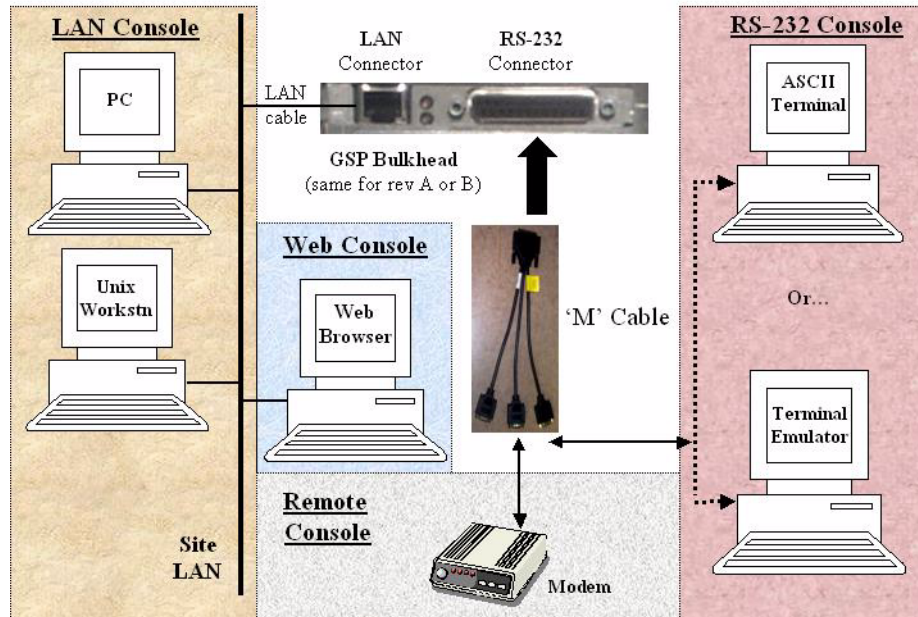 LAN Console
PC
Unix
Workstn
Site
LAN
LAN
Connector
RS-232
Connector
LAN
cable
GSP Bulkhead
(same for rev A or B)
Web Console
Web
Browser
'M' Cable
Remote
Console
Modem
RS-232 Console
ASCII
Terminal
Or...
Terminal
Emulator